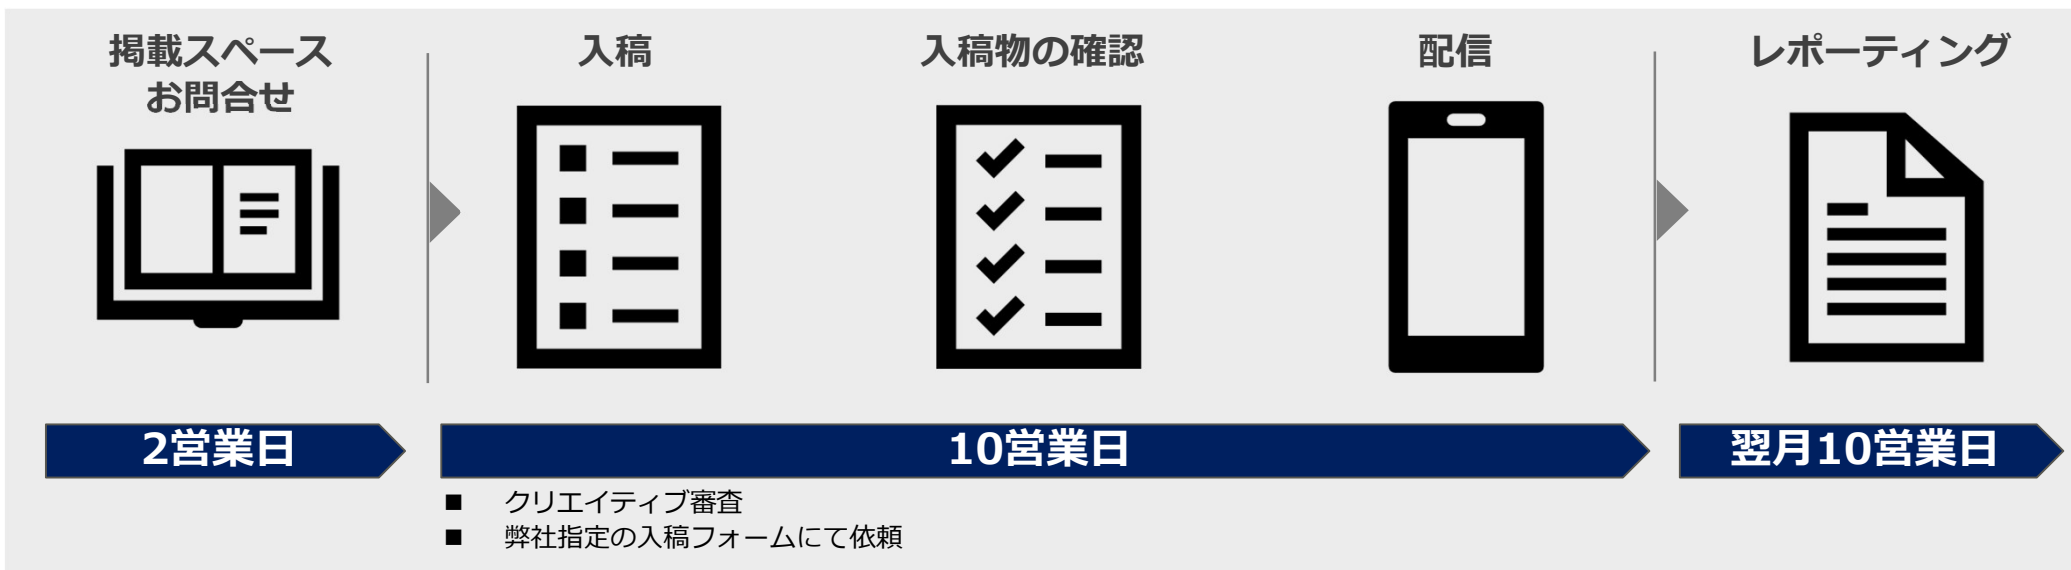 掲載スペース
お問合せ
入稿
入稿物の確認
配信
レポーティング
2営業日
10営業日
翌月10営業日
■ クリエイティブ審査
■ 弊社指定の入稿フォームにて依頼